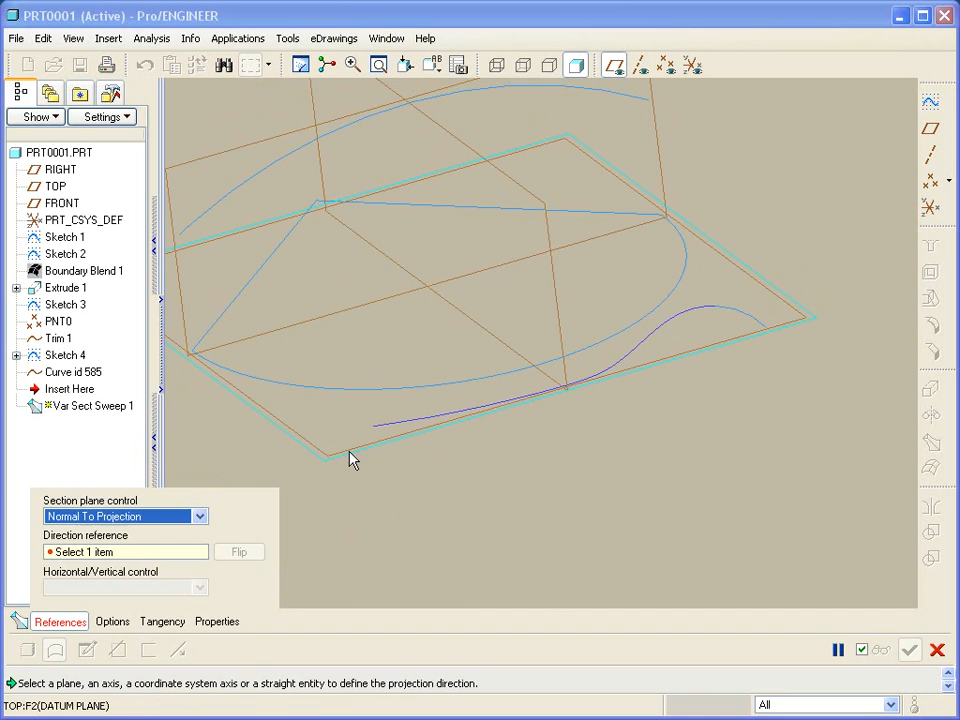 PRT0001 (Active) - Pro/ENGINEER
File Edit View Insert Analysis Info Applications Tools eDrawings Window Help
Show Settings
PRT0001.PRT
RIGHT
TOP
FRONT
PRT_CSYS_DEF
Sketch 1
Sketch 2
Boundary Blend 1
Extrude 1
Sketch 3
PNT0
Trim 1
Sketch 4
Curve id 585
Insert Here
Var Sect Sweep 1
Section plane control
Normal To Projection
Direction reference
Select 1 item Flip
Horizontal/Vertical control
References Options Tangency Properties
Select a plane, an axis, a coordinate system axis or a straight entity to define the projection direction.
TOP:F2(DATUM PLANE) All